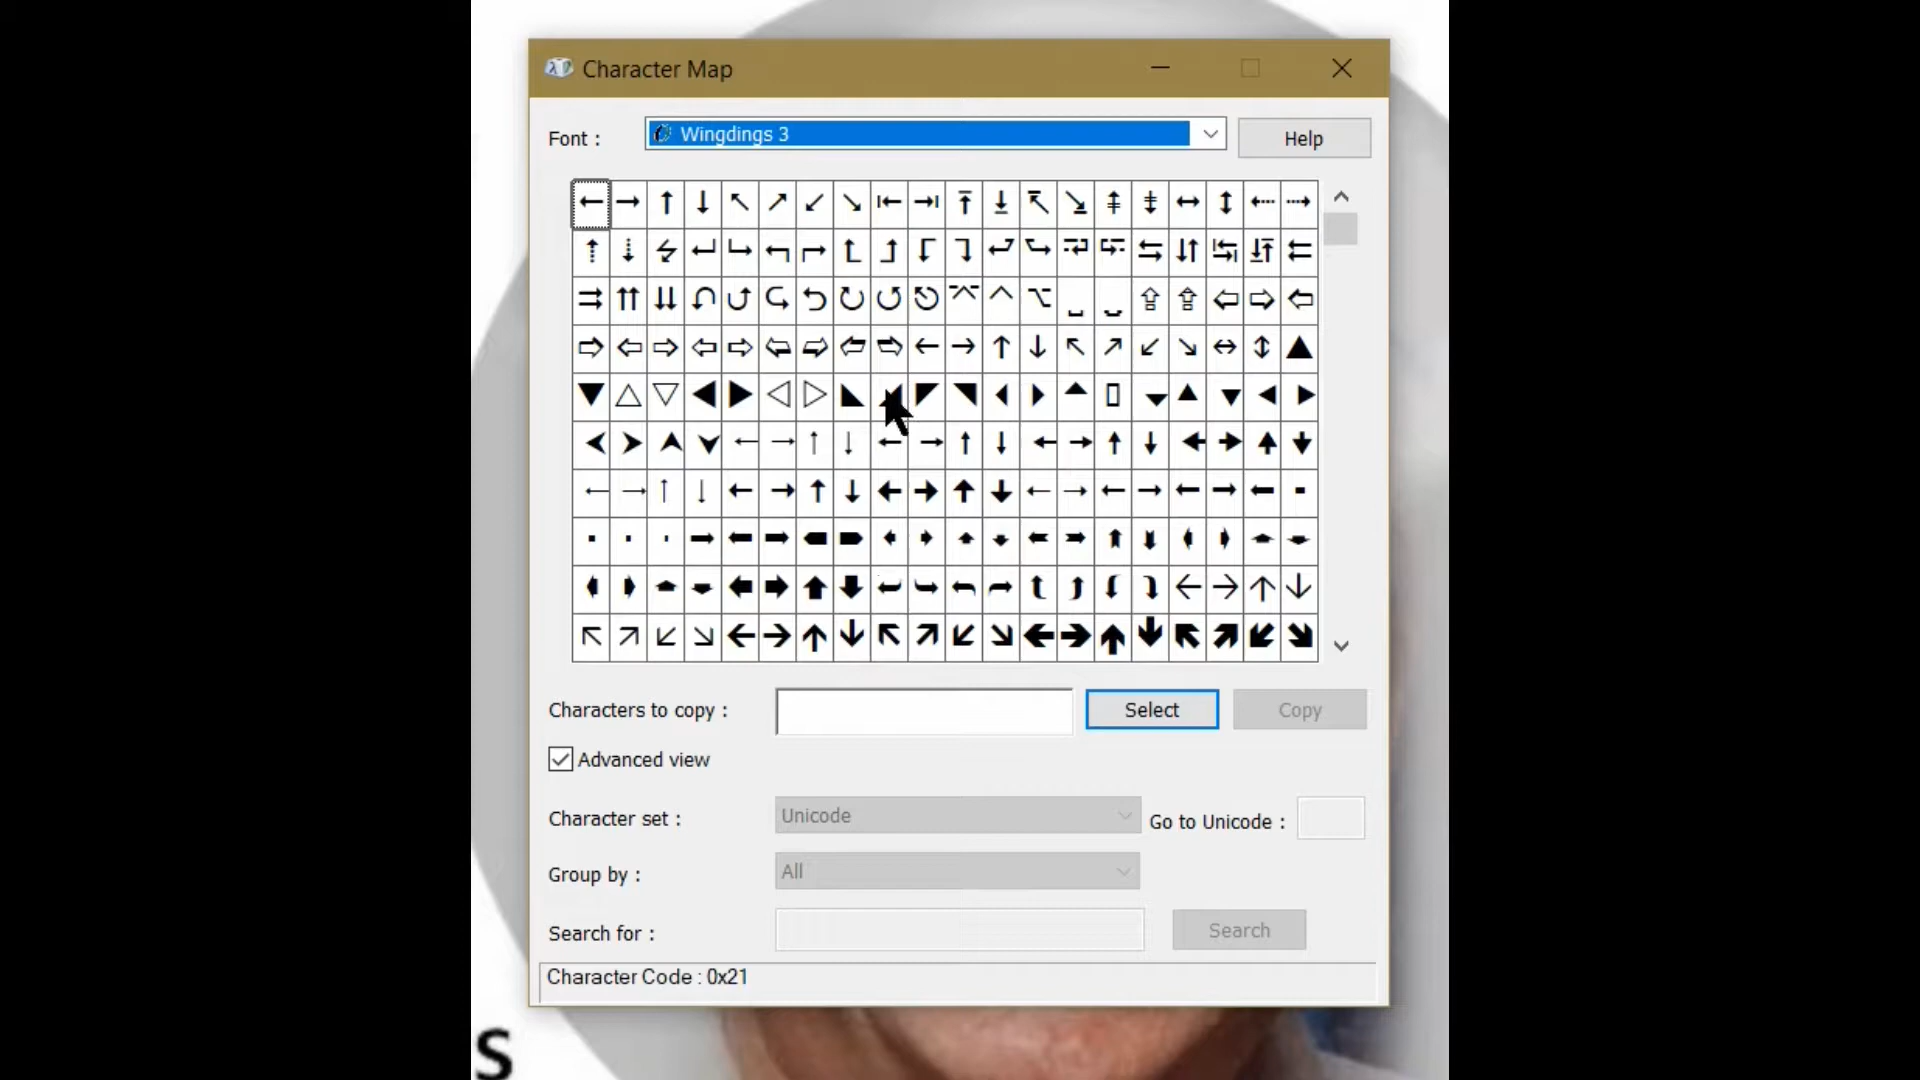 Character Map
Font :
Wingdings 3
Help
Characters to copy :
Select
Copy
Advanced view
Character set :
Unicode
Go to Unicode :
Group by :
All
Search for :
Search
Character Code : 0x21
S